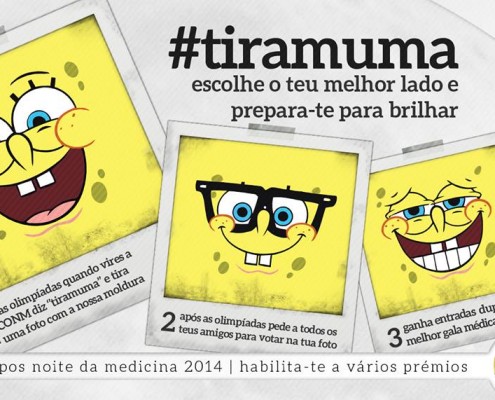 #tiramuma
escolhe o teu melhor lado e
prepara-te para brilhar
as olimpíadas quando vires a
CONM diz "tiramuma" e tira
uma foto com a nossa moldura
2 após as olimpíadas pede a todos os
teus amigos para votar na tua foto
3 ganha entradas
melhor gala
pos noite da medicina 2014 | habilita-te a vários prémios